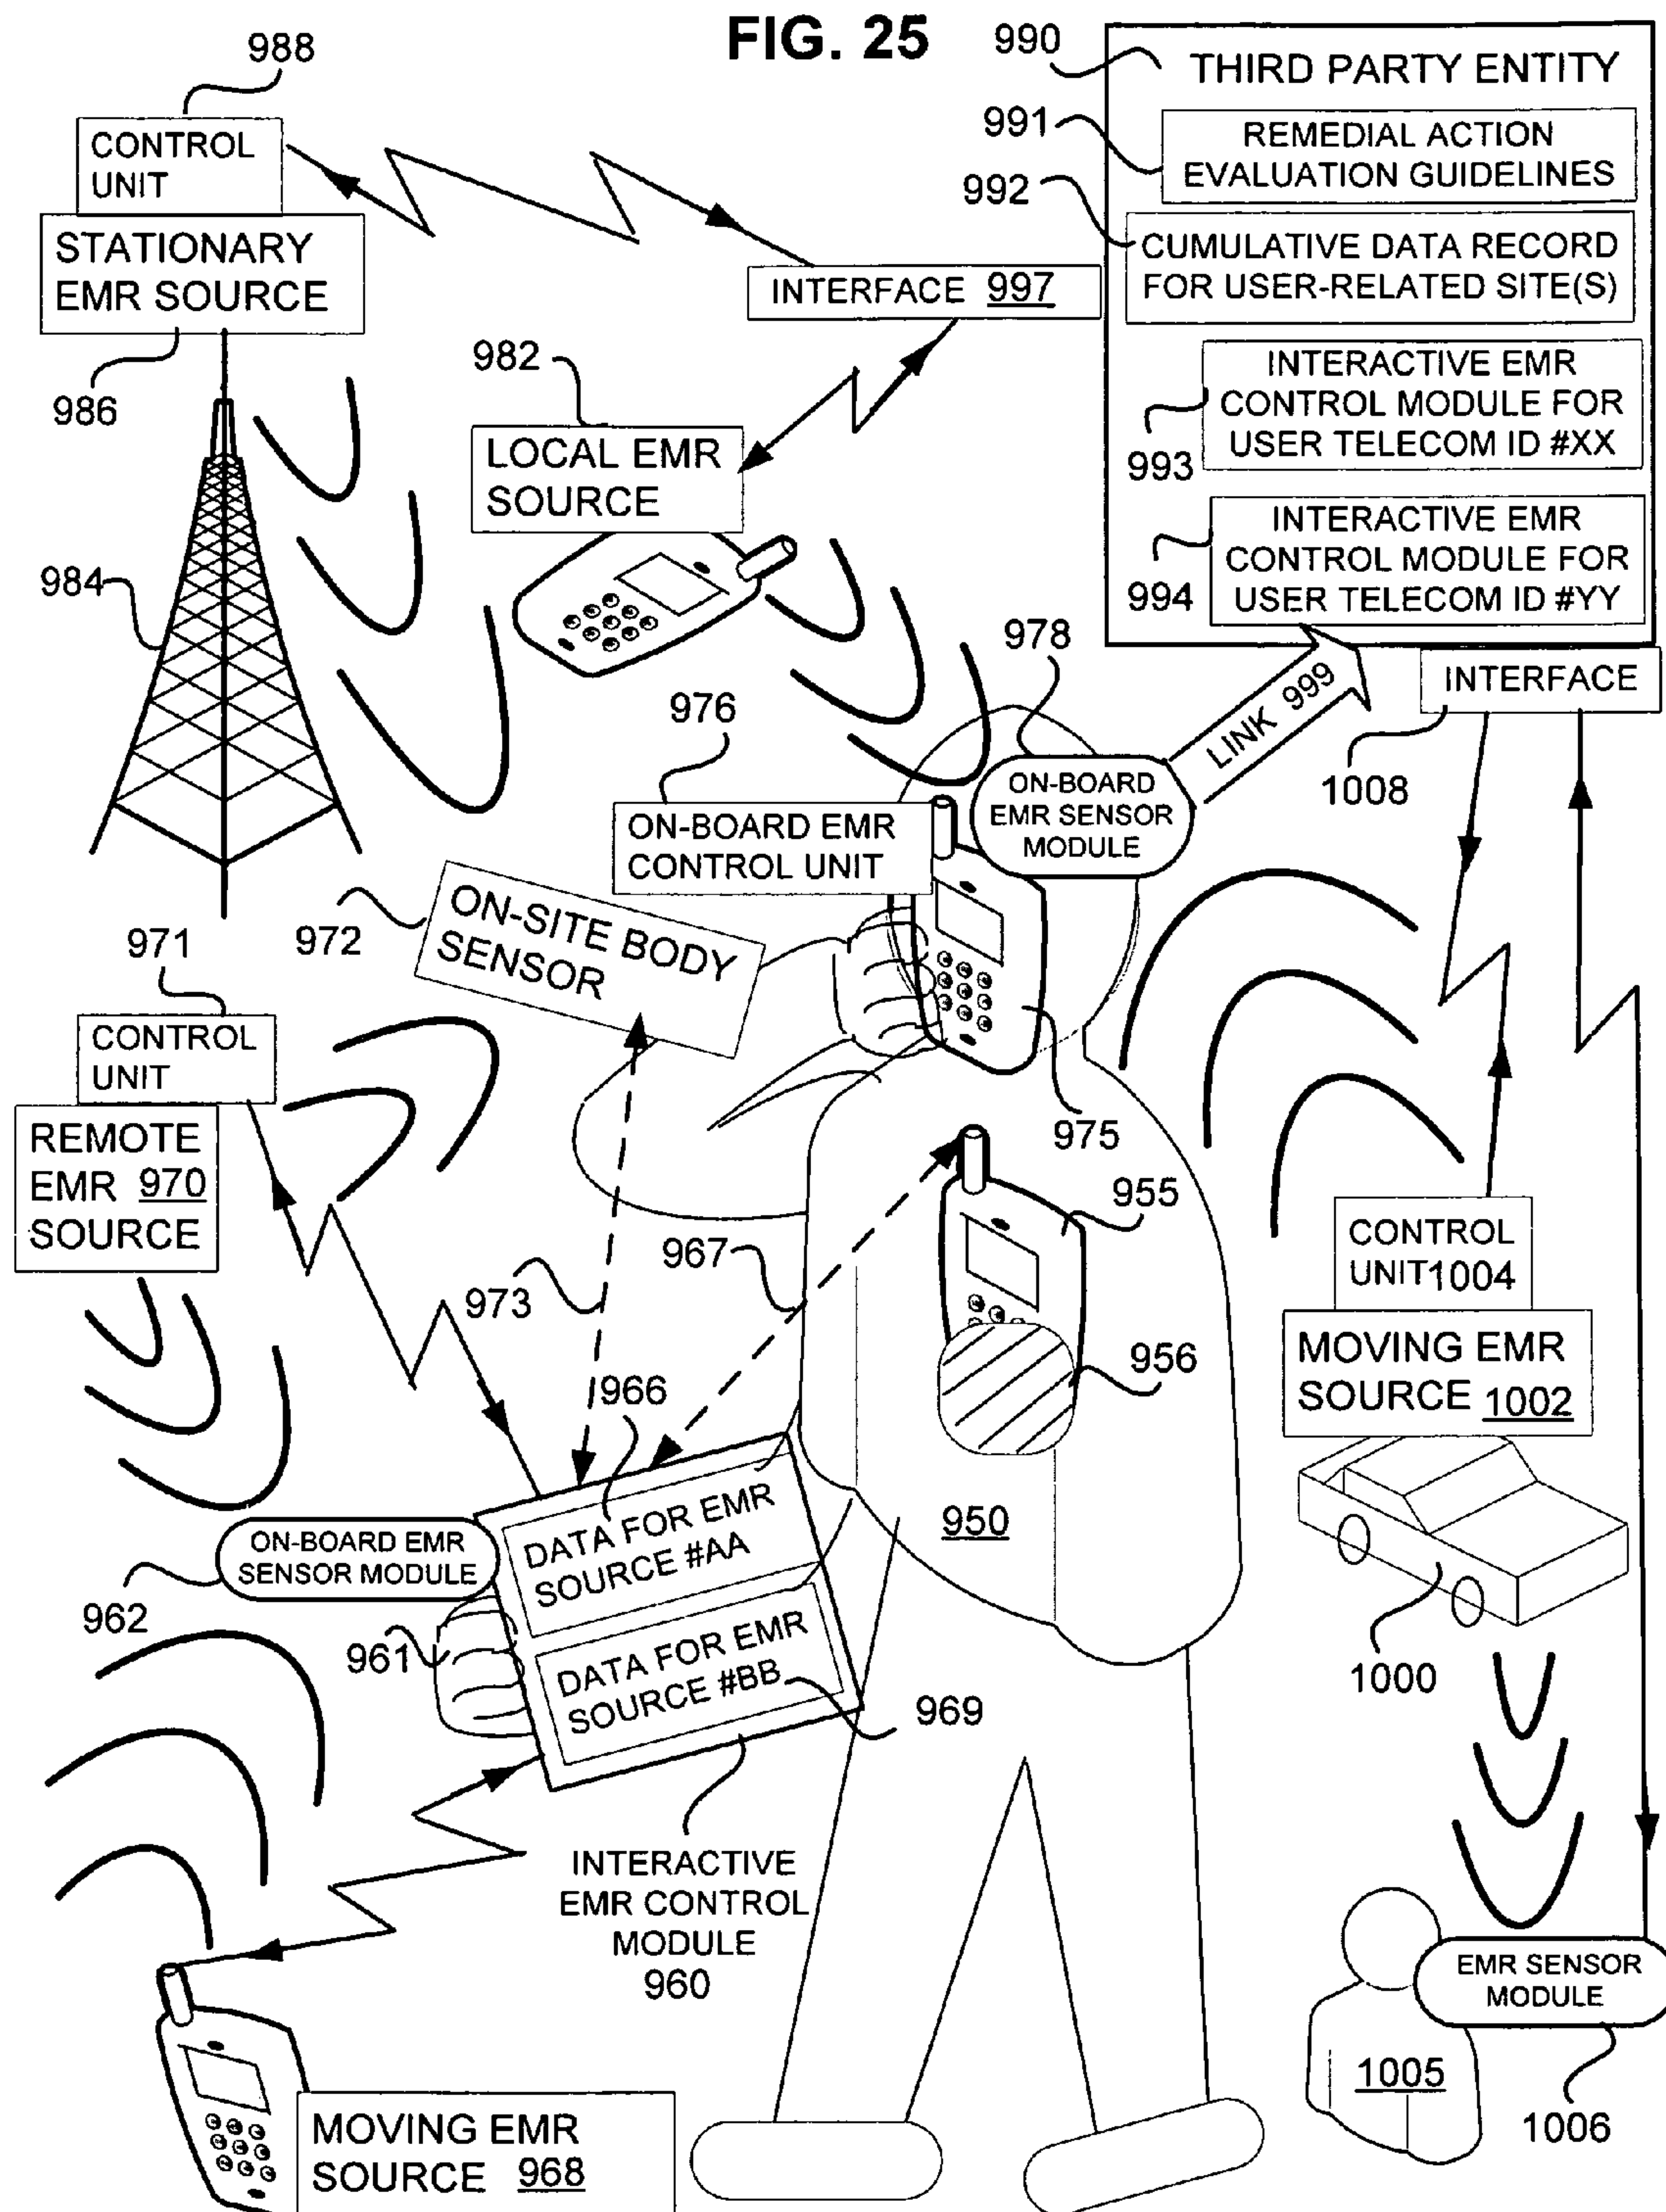 FIG. 25
988
CONTROL
UNIT
STATIONARY
EMR SOURCE
986
984
990
THIRD PARTY ENTITY
991
REMEDIAL ACTION
EVALUATION GUIDELINES
992
CUMULATIVE DATA RECORD
FOR USER-RELATED SITE(S)
INTERACTIVE EMR
CONTROL MODULE FOR
USER TELECOM ID #XX
993
INTERACTIVE EMR
CONTROL MODULE FOR
USER TELECOM ID #YY
994
INTERFACE 997
982
LOCAL EMR
SOURCE
978
LINK 999
INTERFACE
1008
976
ON-BOARD EMR
CONTROL UNIT
ON-BOARD
EMR SENSOR
MODULE
972
ON-SITE BODY
SENSOR
971
CONTROL
UNIT
REMOTE
EMR 970
SOURCE
975
955
967
973
956
966
CONTROL
UNIT1004
MOVING EMR
SOURCE 1002
950
ON-BOARD EMR
SENSOR MODULE
962
961
DATA FOR EMR
SOURCE #AA
DATA FOR EMR
SOURCE #BB
969
1000
INTERACTIVE
EMR CONTROL
MODULE
960
EMR SENSOR
MODULE
1005
1006
MOVING EMR
SOURCE 968